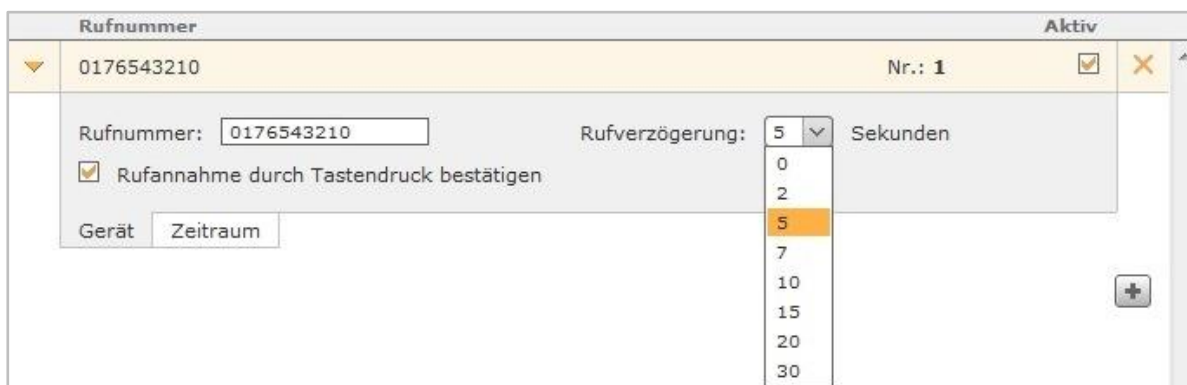 Rufnummer Aktiv
0176543210 Nr.: 1
Rufnummer: 0176543210 Rufverzögerung: 5 Sekunden
Rufannahme durch Tastendruck bestätigen
0
2
5
7
10
15
20
30
Gerät Zeitraum